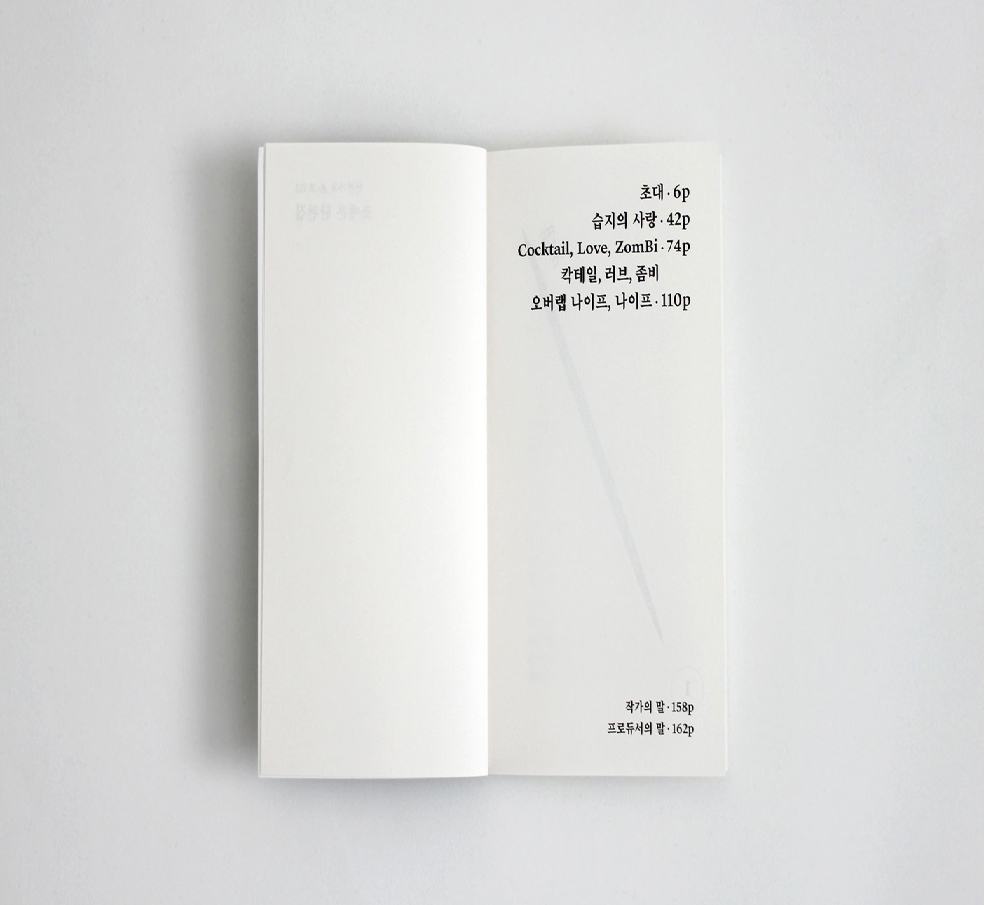 초대 · 6p
습지의 사랑 · 42p
Cocktail, Love, ZomBi · 74p
칵테일, 러브, 좀비
오버랩 나이프, 나이프 · 110p
작가의 말 · 158p
프로듀서의 말 · 162p